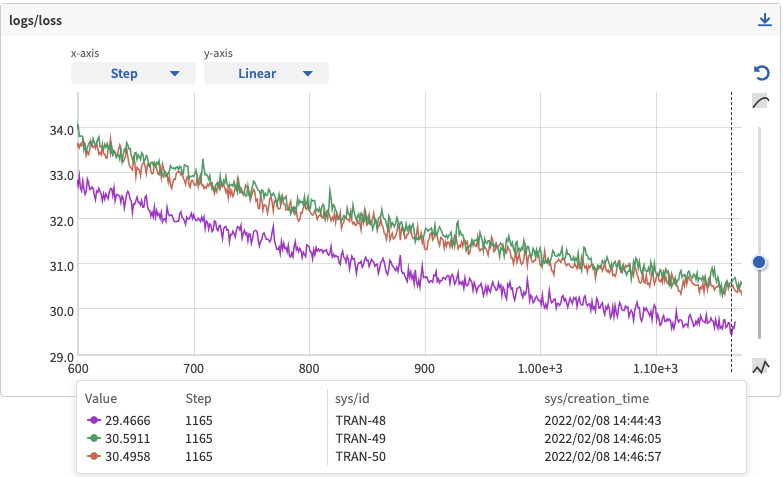 logs/loss
x-axis y-axis
Step Linear
34.0
33.0
32.0
31.0
30.0
29.0
600 700 800 900 1.00e+3 1.10e+3
Value Step sys/id sys/creation_time
29.4666 1165 TRAN-48 2022/02/08 14:44:43
30.5911 1165 TRAN-49 2022/02/08 14:46:05
30.4958 1165 TRAN-50 2022/02/08 14:46:57